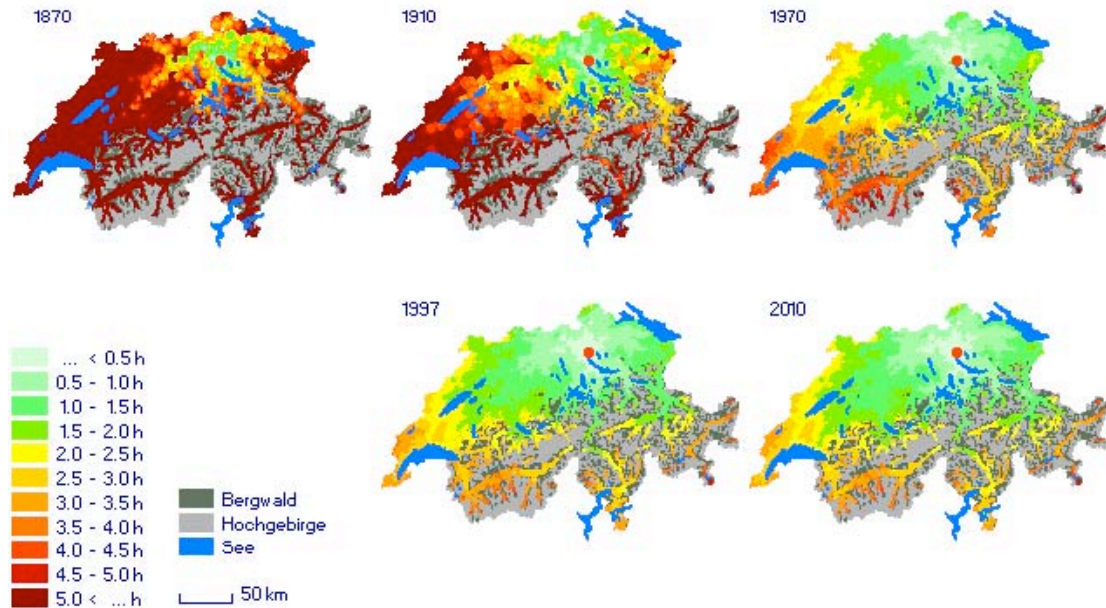 1870
1910
1970
1997
2010
... < 0.5 h
0.5 - 1.0 h
1.0 - 1.5 h
1.5 - 2.0 h
2.0 - 2.5 h
2.5 - 3.0 h
3.0 - 3.5 h
3.5 - 4.0 h
4.0 - 4.5 h
4.5 - 5.0 h
5.0 < ... h
Bergwald
Hochgebirge
See
50 km